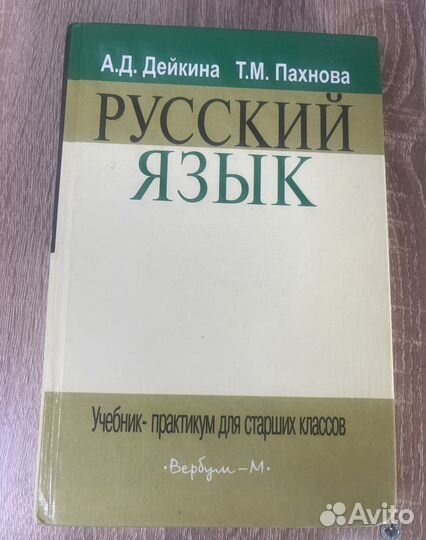 А.Д. Дейкина Т.М. Пахнова
РУССКИЙ
ЯЗЫК
Учебник- практикум для старших классов
·Вербум-М·
Avito